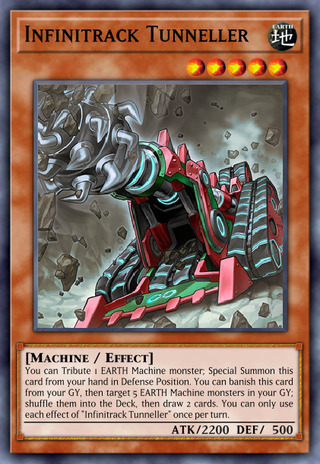 Infinitrack Tunneller
EARTH
地
[Machine / Effect]
You can Tribute 1 EARTH Machine monster; Special Summon
this card from your hand in Defense Position. You can banish this
card from your GY, then target 5 EARTH Machine monsters in your GY;
shuffle them into the Deck, then draw 2 cards. You can only use
each effect of "Infinitrack Tunneller" once per turn.
ATK/2200 DEF/ 500